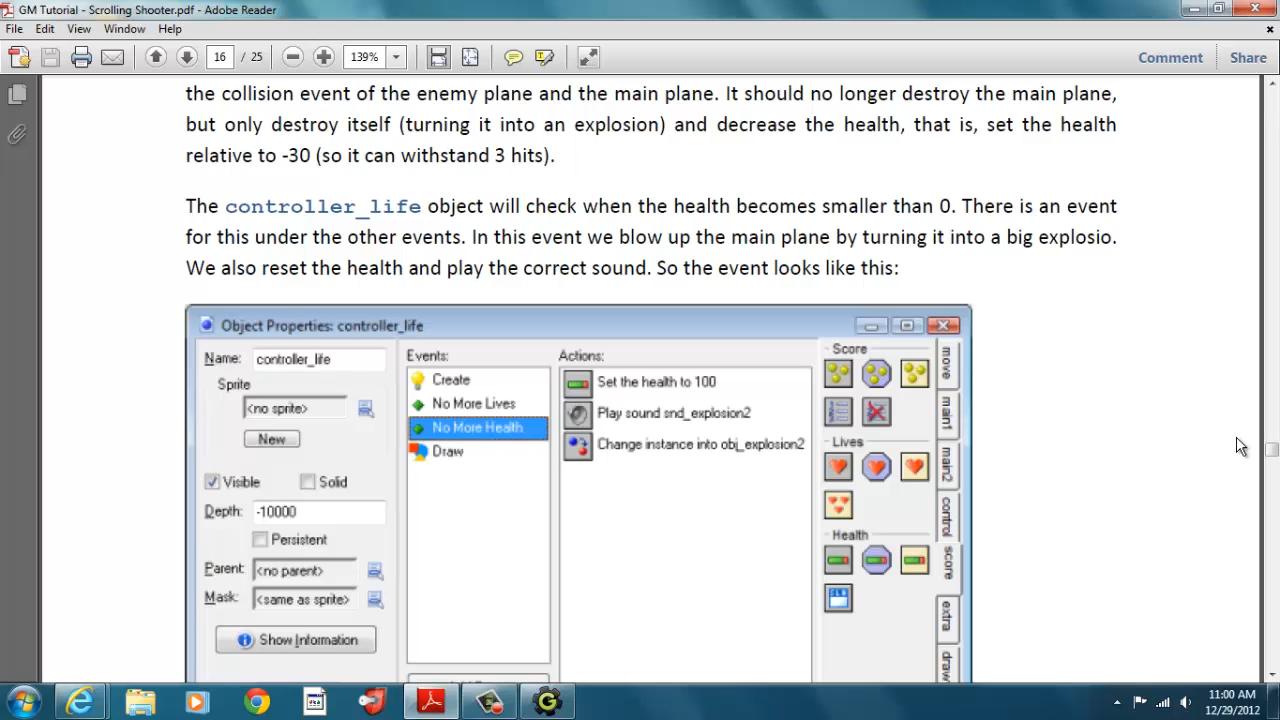 GM Tutorial - Scrolling Shooter.pdf - Adobe Reader
File Edit View Window Help
16 / 25 139% Comment Share
the collision event of the enemy plane and the main plane. It should no longer destroy the main plane,
but only destroy itself (turning it into an explosion) and decrease the health, that is, set the health
relative to -30 (so it can withstand 3 hits).
The controller_life object will check when the health becomes smaller than 0. There is an event
for this under the other events. In this event we blow up the main plane by turning it into a big explosio.
We also reset the health and play the correct sound. So the event looks like this:
Object Properties: controller_life
Name: controller_life
Sprite
<no sprite>
New
Visible Solid
Depth: -10000
Persistent
Parent: <no parent>
Mask: <same as sprite>
Show Information
Events:
Create
No More Lives
No More Health
Draw
Actions:
Set the health to 100
Play sound snd_explosion2
Change instance into obj_explosion2
Score
Lives
Health
move
main1
main2
control
score
extra
draw
11:00 AM
12/29/2012